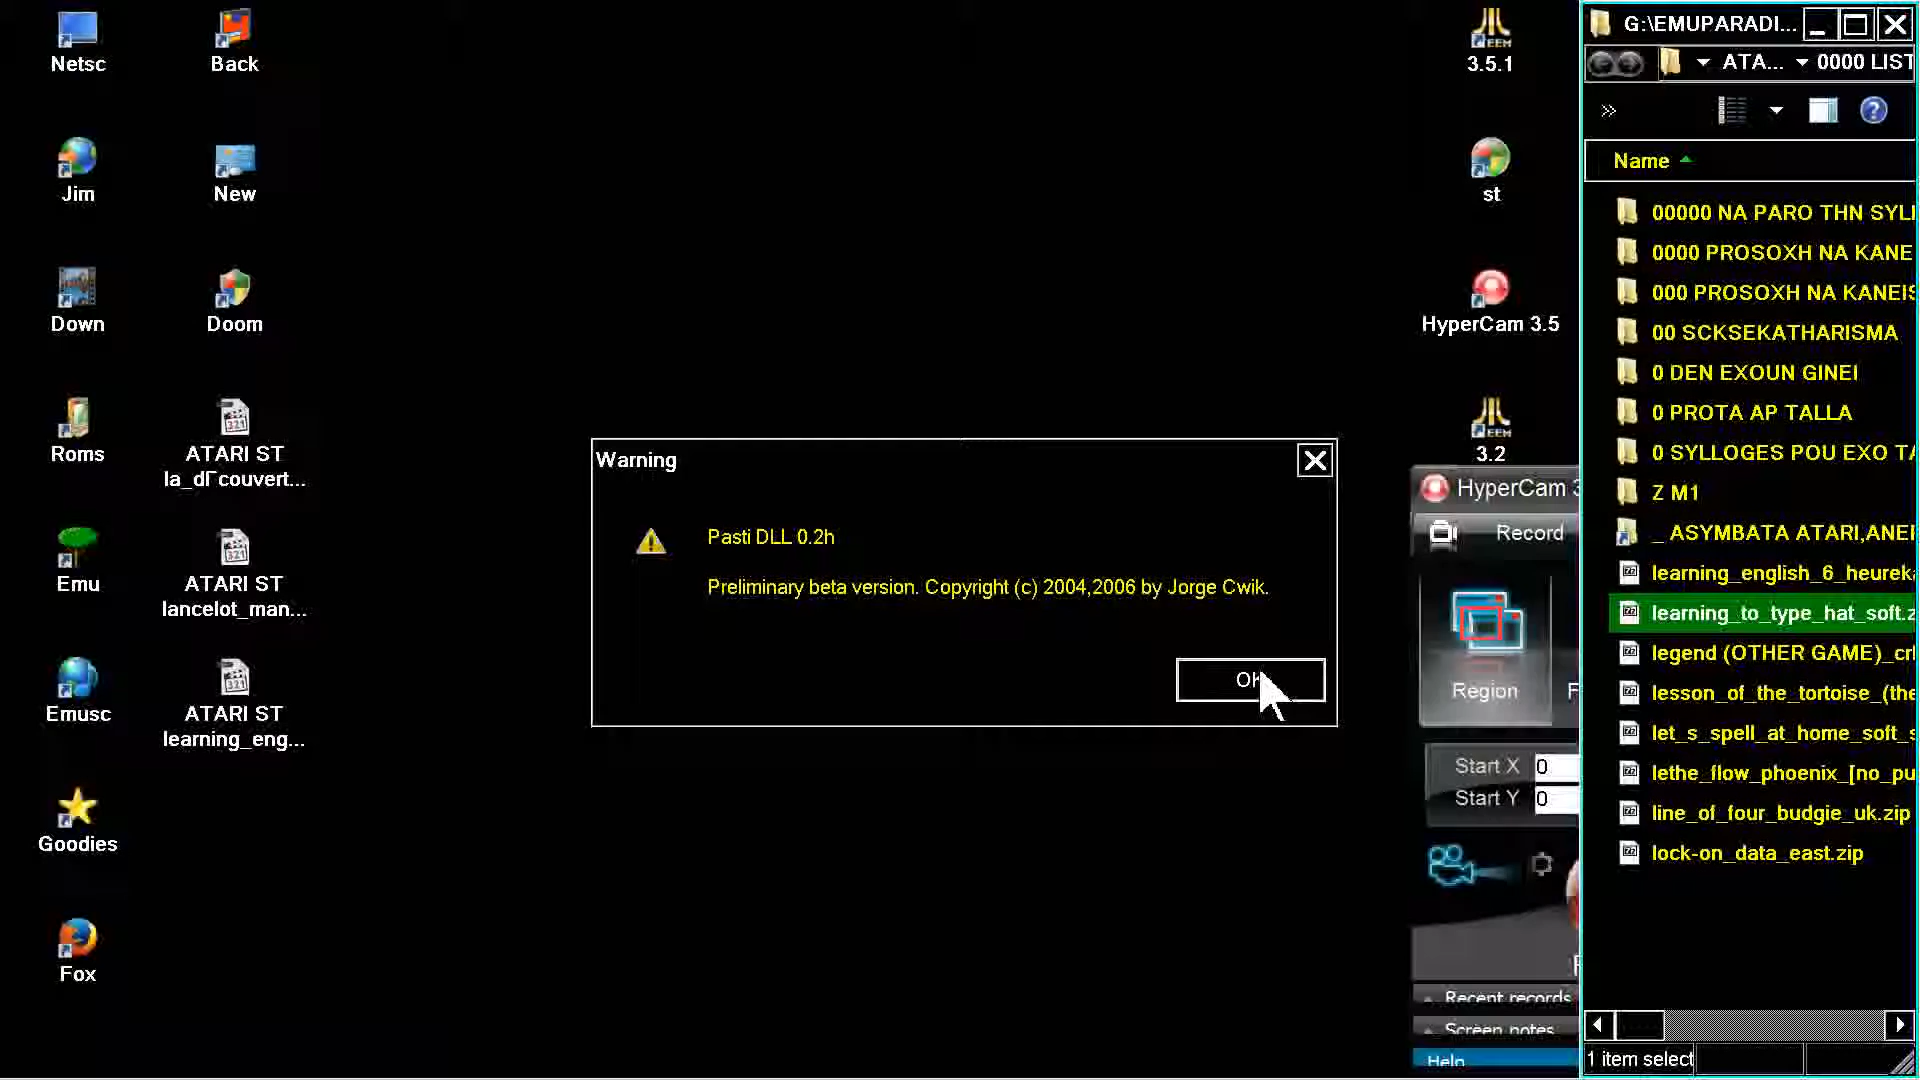 Netsc
Back
Jim
New
Down
Doom
Roms
ATARI ST
la_dΓcouvert...
Emu
ATARI ST
lancelot_man...
Emusc
ATARI ST
learning_eng...
Goodies
Fox
Warning
Pasti DLL 0.2h
Preliminary beta version. Copyright (c) 2004,2006 by Jorge Cwik.
3.5.1
st
HyperCam 3.5
3.2
HyperCam
Record
Region
Start X 0
Start Y 0
Recent records
Screen notes
Help
G:\EMUPARADI...
ATA... 0000 LIST
Name
00000 NA PARO THN
0000 PROSOXH NA KANE
000 PROSOXH NA KANEIS
00 SCKSEKATHARISMA
0 DEN EXOUN GINEI
0 PROTA AP TALLA
0 SYLLOGES POU EXO
Z M1
_ ASYMBATA ATARI,ANE
learning_english_6_heurek
learning_to_type_hat_soft.z
legend (OTHER GAME)_cr
lesson_of_the_tortoise_(the
let_s_spell_at_home_soft_s
lethe_flow_phoenix_[no_pu
line_of_four_budgie_uk.zip
lock-on_data_east.zip
1 item select